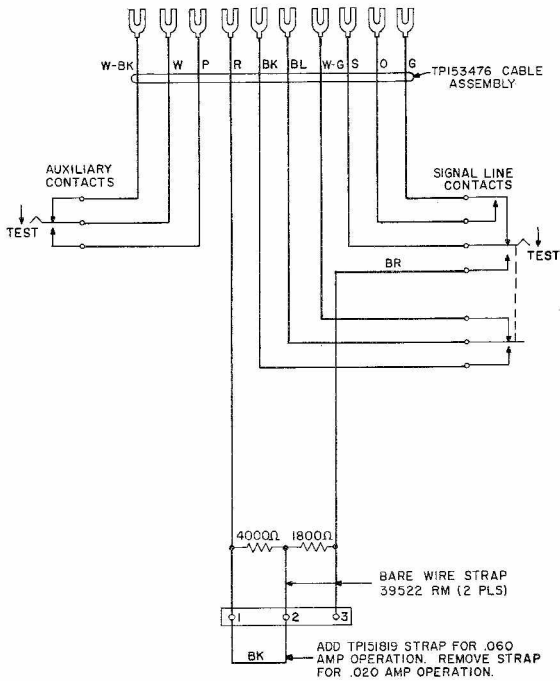 W-BK W P R BK BL W-G S O G
TP153476 CABLE
ASSEMBLY
AUXILIARY
CONTACTS
SIGNAL LINE
CONTACTS
TEST
TEST
BR
4000Ω 1800Ω
BARE WIRE STRAP
39522 RM (2 PLS)
1 2 3
BK
ADD TP151819 STRAP FOR .060
AMP OPERATION. REMOVE STRAP
FOR .020 AMP OPERATION.